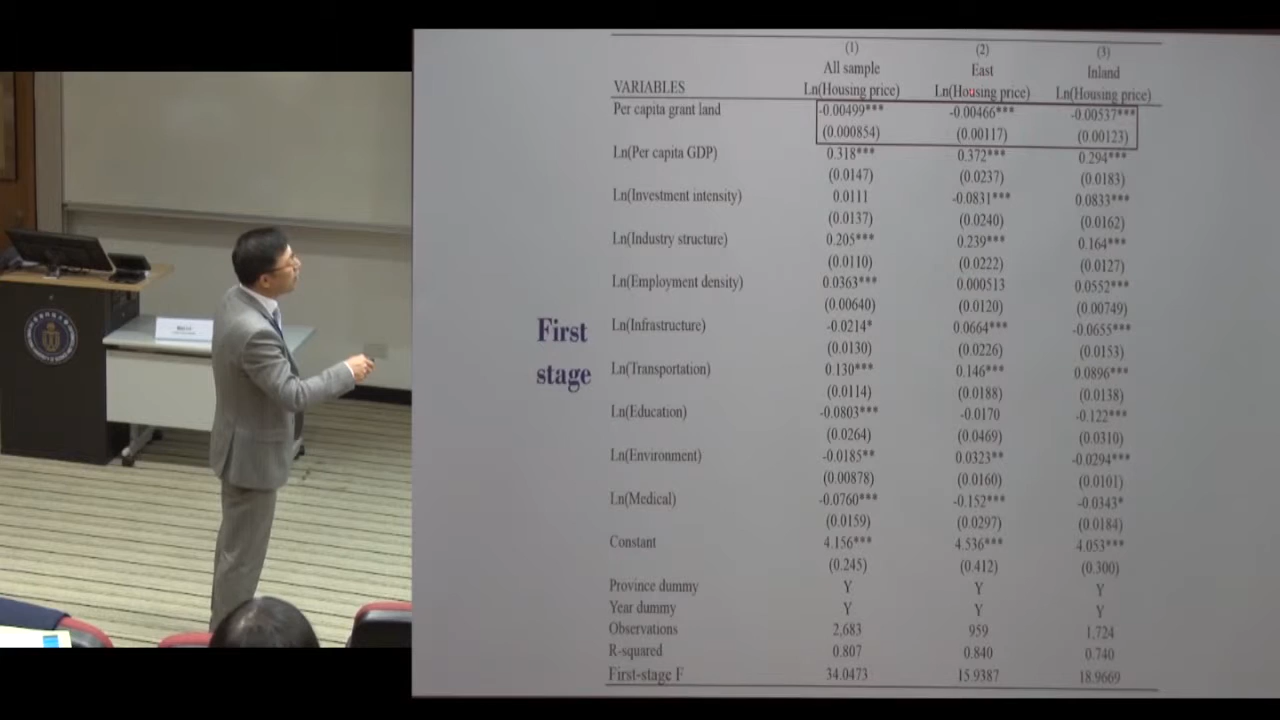 (1) (2) (3)
All sample East Inland
VARIABLES Ln(Housing price) Ln(Housing price) Ln(Housing price)
Per capita grant land -0.00499*** -0.00466*** -0.00537***
(0.000854) (0.00117) (0.00123)
Ln(Per capita GDP) 0.318*** 0.372*** 0.294***
(0.0147) (0.0237) (0.0183)
Ln(Investment intensity) 0.0111 -0.0831*** 0.0833***
(0.0137) (0.0240) (0.0162)
Ln(Industry structure) 0.205*** 0.239*** 0.164***
(0.0110) (0.0222) (0.0127)
Ln(Employment density) 0.0363*** 0.000513 0.0552***
(0.00640) (0.0120) (0.00749)
Ln(Infrastructure) -0.0214* 0.0664*** -0.0655***
(0.0130) (0.0226) (0.0153)
Ln(Transportation) 0.130*** 0.146*** 0.0896***
(0.0114) (0.0188) (0.0138)
Ln(Education) -0.0803*** -0.0170 -0.122***
(0.0264) (0.0469) (0.0310)
Ln(Environment) -0.0185** 0.0323** -0.0294***
(0.00878) (0.0160) (0.0101)
Ln(Medical) -0.0760*** -0.152*** -0.0343*
(0.0159) (0.0297) (0.0184)
Constant 4.156*** 4.536*** 4.053***
(0.245) (0.412) (0.300)
Province dummy Y Y Y
Year dummy Y Y Y
Observations 2,683 959 1,724
R-squared 0.807 0.840 0.740
First-stage F 34.0473 15.9387 18.9669
First
stage